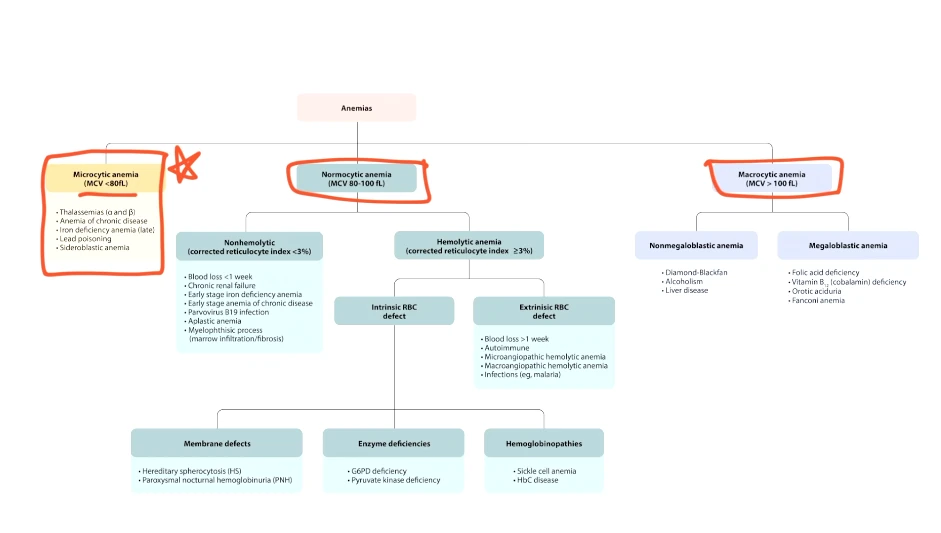 Anemias
Microcytic anemia
(MCV <80fL)
• Thalassemias (α and β)
• Anemia of chronic disease
• Iron deficiency anemia (late)
• Lead poisoning
• Sideroblastic anemia
Normocytic anemia
(MCV 80-100 fL)
Nonhemolytic
(corrected reticulocyte index <3%)
• Blood loss <1 week
• Chronic renal failure
• Early stage iron deficiency anemia
• Early stage anemia of chronic disease
• Parvovirus B19 infection
• Aplastic anemia
• Myelophthisic process
(marrow infiltration/fibrosis)
Hemolytic anemia
(corrected reticulocyte index ≥3%)
Intrinsic RBC
defect
Extrinisic RBC
defect
• Blood loss >1 week
• Autoimmune
• Microangiopathic hemolytic anemia
• Macroangiopathic hemolytic anemia
• Infections (eg, malaria)
Membrane defects
• Hereditary spherocytosis (HS)
• Paroxysmal nocturnal hemoglobinuria (PNH)
Enzyme deficiencies
• G6PD deficiency
• Pyruvate kinase deficiency
Hemoglobinopathies
• Sickle cell anemia
• HbC disease
Macrocytic anemia
(MCV > 100 fL)
Nonmegaloblastic anemia
• Diamond-Blackfan
• Alcoholism
• Liver disease
Megaloblastic anemia
• Folic acid deficiency
• Vitamin B₁₂ (cobalamin) deficiency
• Orotic aciduria
• Fanconi anemia